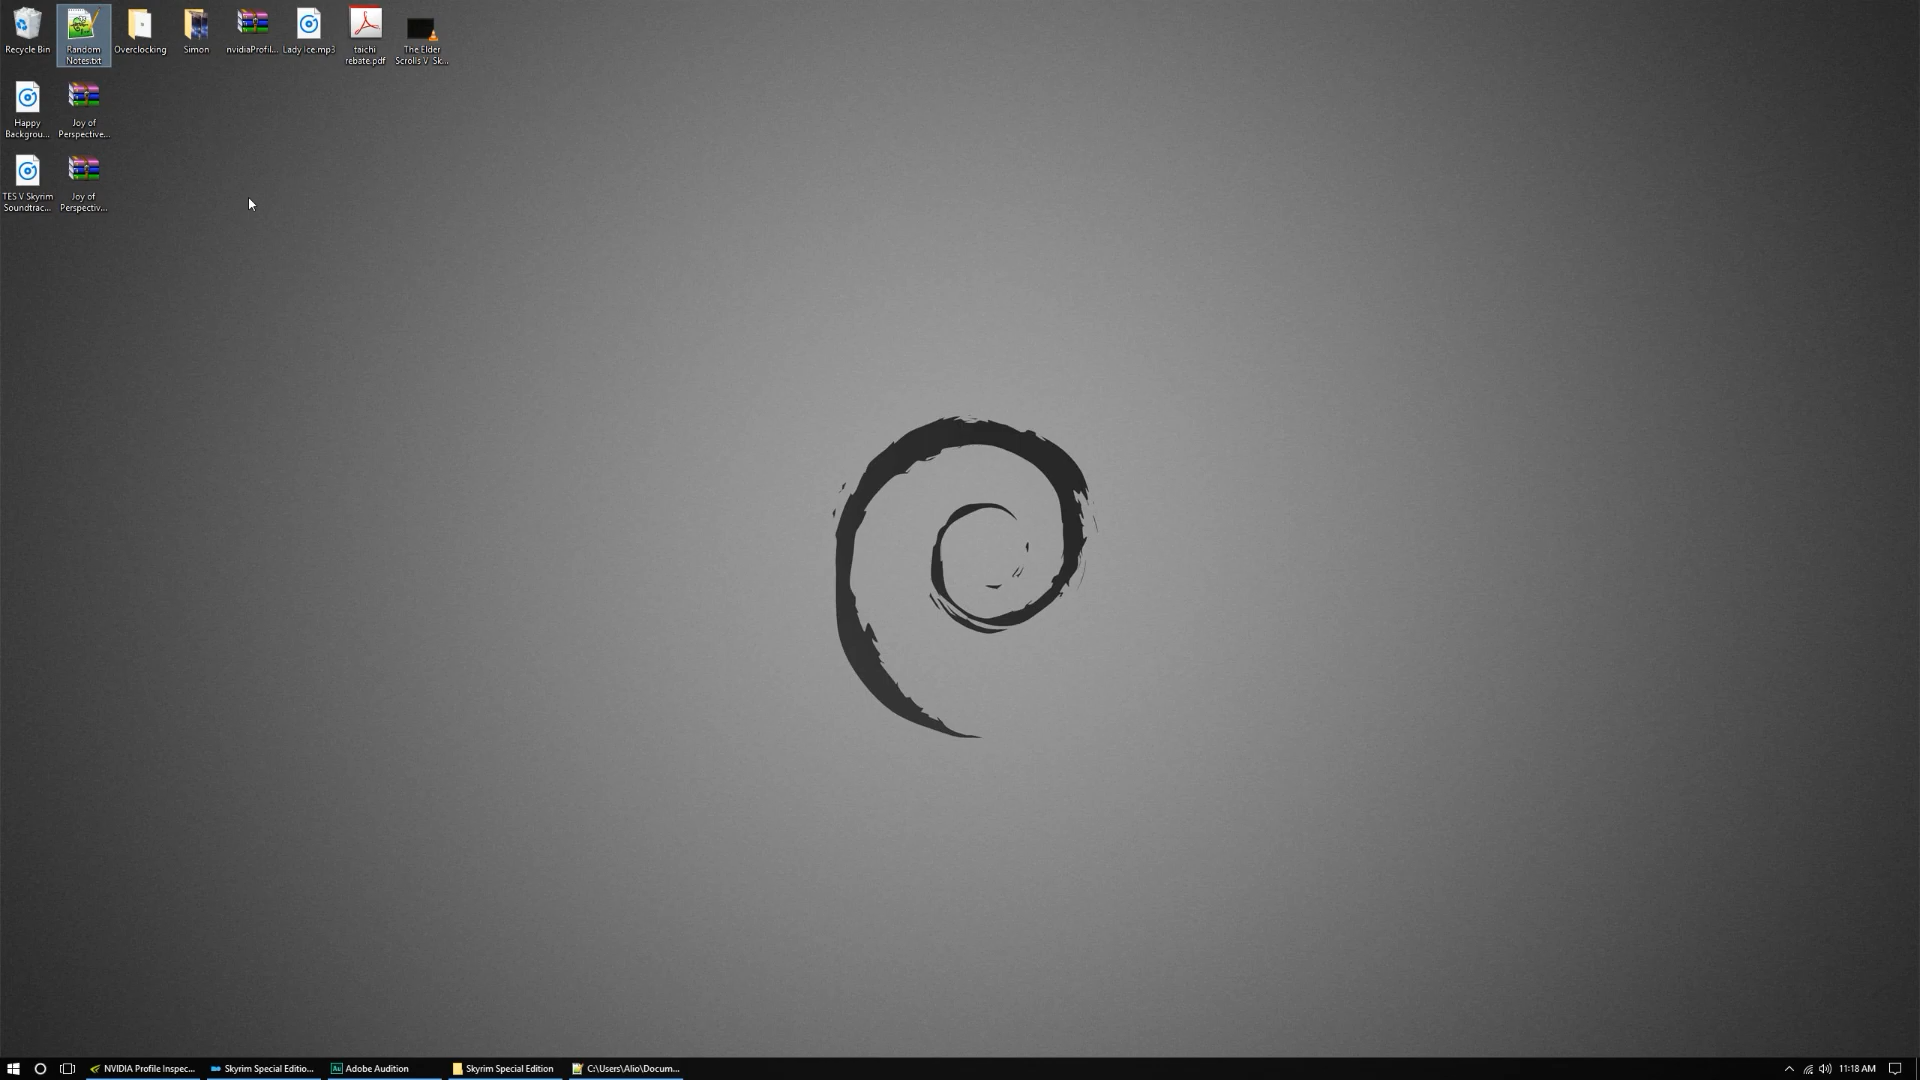 Recycle Bin
Random
Notes.txt
Overclocking
Simon
nvidiaProfil...
Lady Ice.mp3
taichi
rebate.pdf
The Elder
Scrolls V Sk...
Happy
Backgrou...
Joy of
Perspective...
TES V Skyrim
Soundtrac...
Joy of
Perspectiv...
NVIDIA Profile Inspec...
Skyrim Special Editio...
Adobe Audition
Skyrim Special Edition
C:\Users\Alio\Docum...
11:18 AM